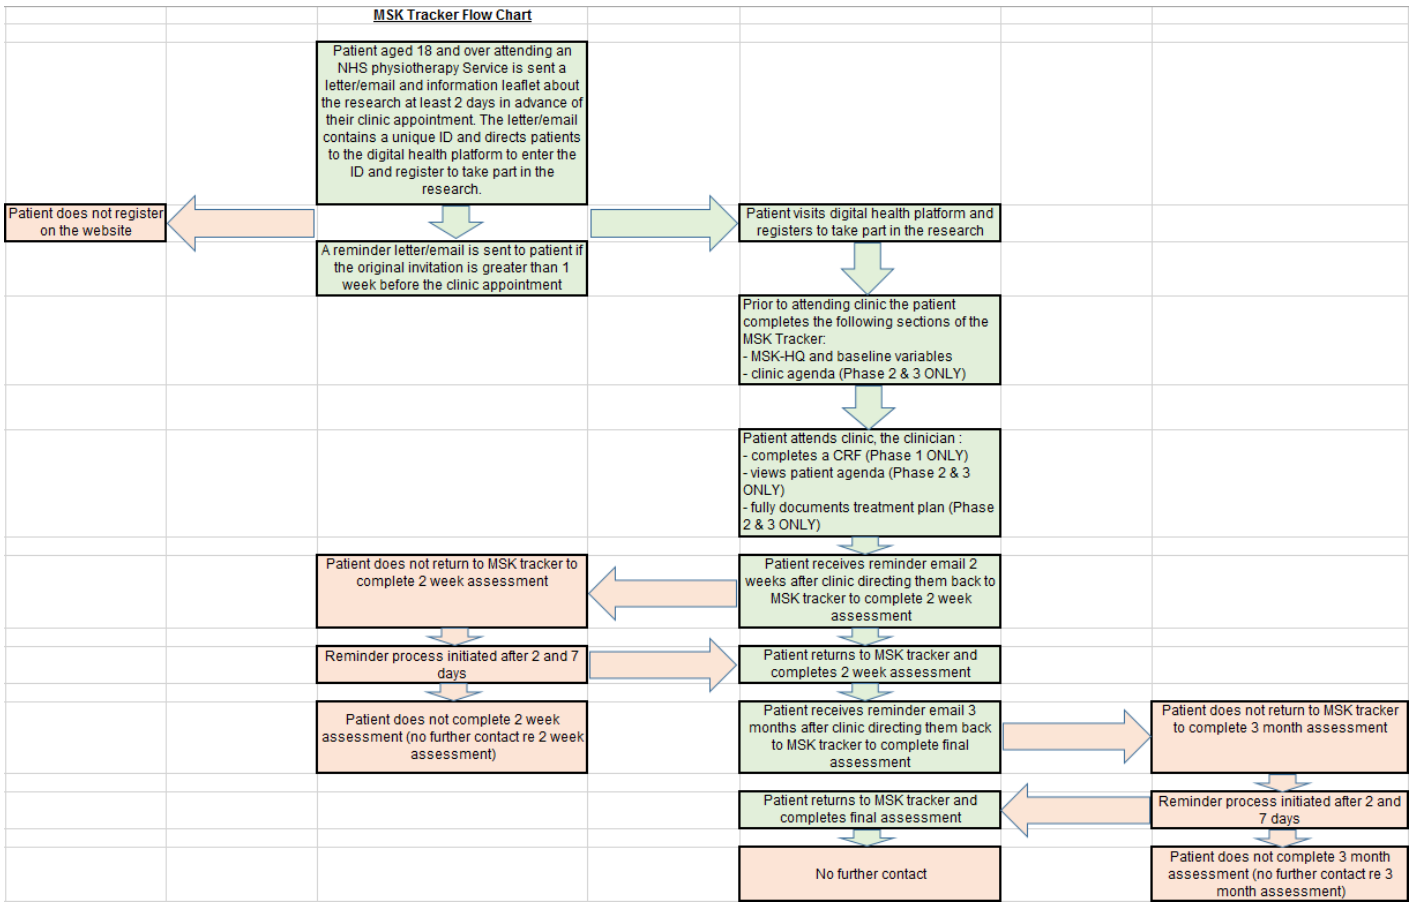 MSK Tracker Flow Chart
Patient aged 18 and over attending an
NHS physiotherapy Service is sent a
letter/email and information leaflet about
the research at least 2 days in advance of
their clinic appointment. The letter/email
contains a unique ID and directs patients
to the digital health platform to enter the
ID and register to take part in the
research.
Patient does not register
on the website
Patient visits digital health platform and
registers to take part in the research
A reminder letter/email is sent to patient if
the original invitation is greater than 1
week before the clinic appointment
Prior to attending clinic the patient
completes the following sections of the
MSK Tracker:
- MSK-HQ and baseline variables
- clinic agenda (Phase 2 & 3 ONLY)
Patient attends clinic, the clinician :
- completes a CRF (Phase 1 ONLY)
- views patient agenda (Phase 2 & 3
ONLY)
- fully documents treatment plan (Phase
2 & 3 ONLY)
Patient does not return to MSK tracker to
complete 2 week assessment
Patient receives reminder email 2
weeks after clinic directing them back to
MSK tracker to complete 2 week
assessment
Reminder process initiated after 2 and 7
days
Patient returns to MSK tracker and
completes 2 week assessment
Patient does not complete 2 week
assessment (no further contact re 2 week
assessment)
Patient receives reminder email 3
months after clinic directing them back
to MSK tracker to complete final
assessment
Patient does not return to MSK tracker
to complete 3 month assessment
Patient returns to MSK tracker and
completes final assessment
Reminder process initiated after 2 and
7 days
No further contact
Patient does not complete 3 month
assessment (no further contact re 3
month assessment)